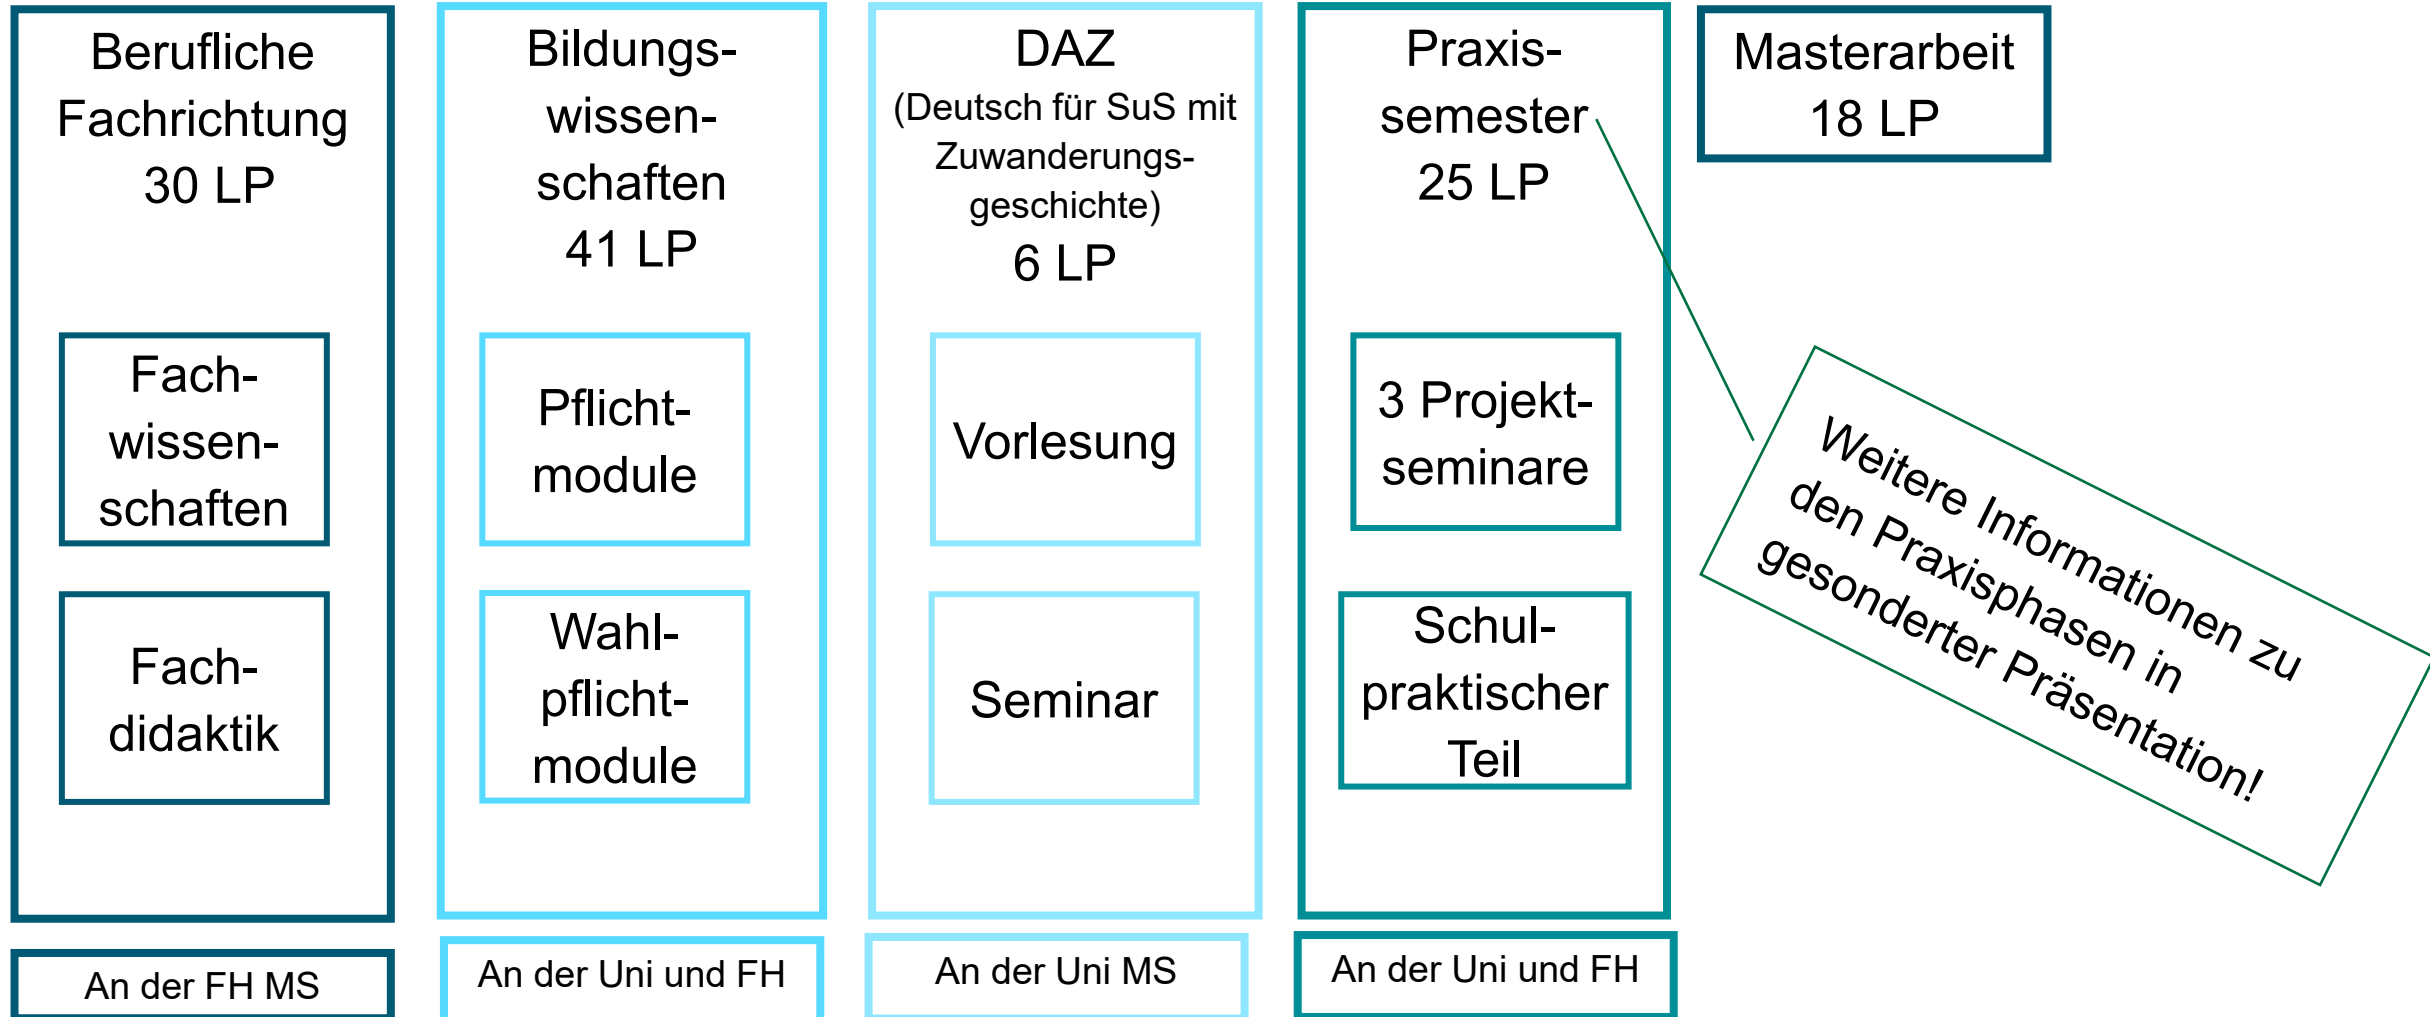 Berufliche
Fachrichtung
30 LP
Fach-
wissen-
schaften
Fach-
didaktik
An der FH MS
Bildungs-
wissen-
schaften
41 LP
Pflicht-
module
Wahl-
pflicht-
module
An der Uni und FH
DAZ
(Deutsch für SuS mit
Zuwanderungs-
geschichte)
6 LP
Vorlesung
Seminar
An der Uni MS
Praxis-
semester
25 LP
3 Projekt-
seminare
Schul-
praktischer
Teil
An der Uni und FH
Masterarbeit
18 LP
Weitere Informationen zu
den Praxisphasen in
gesonderter Präsentation!